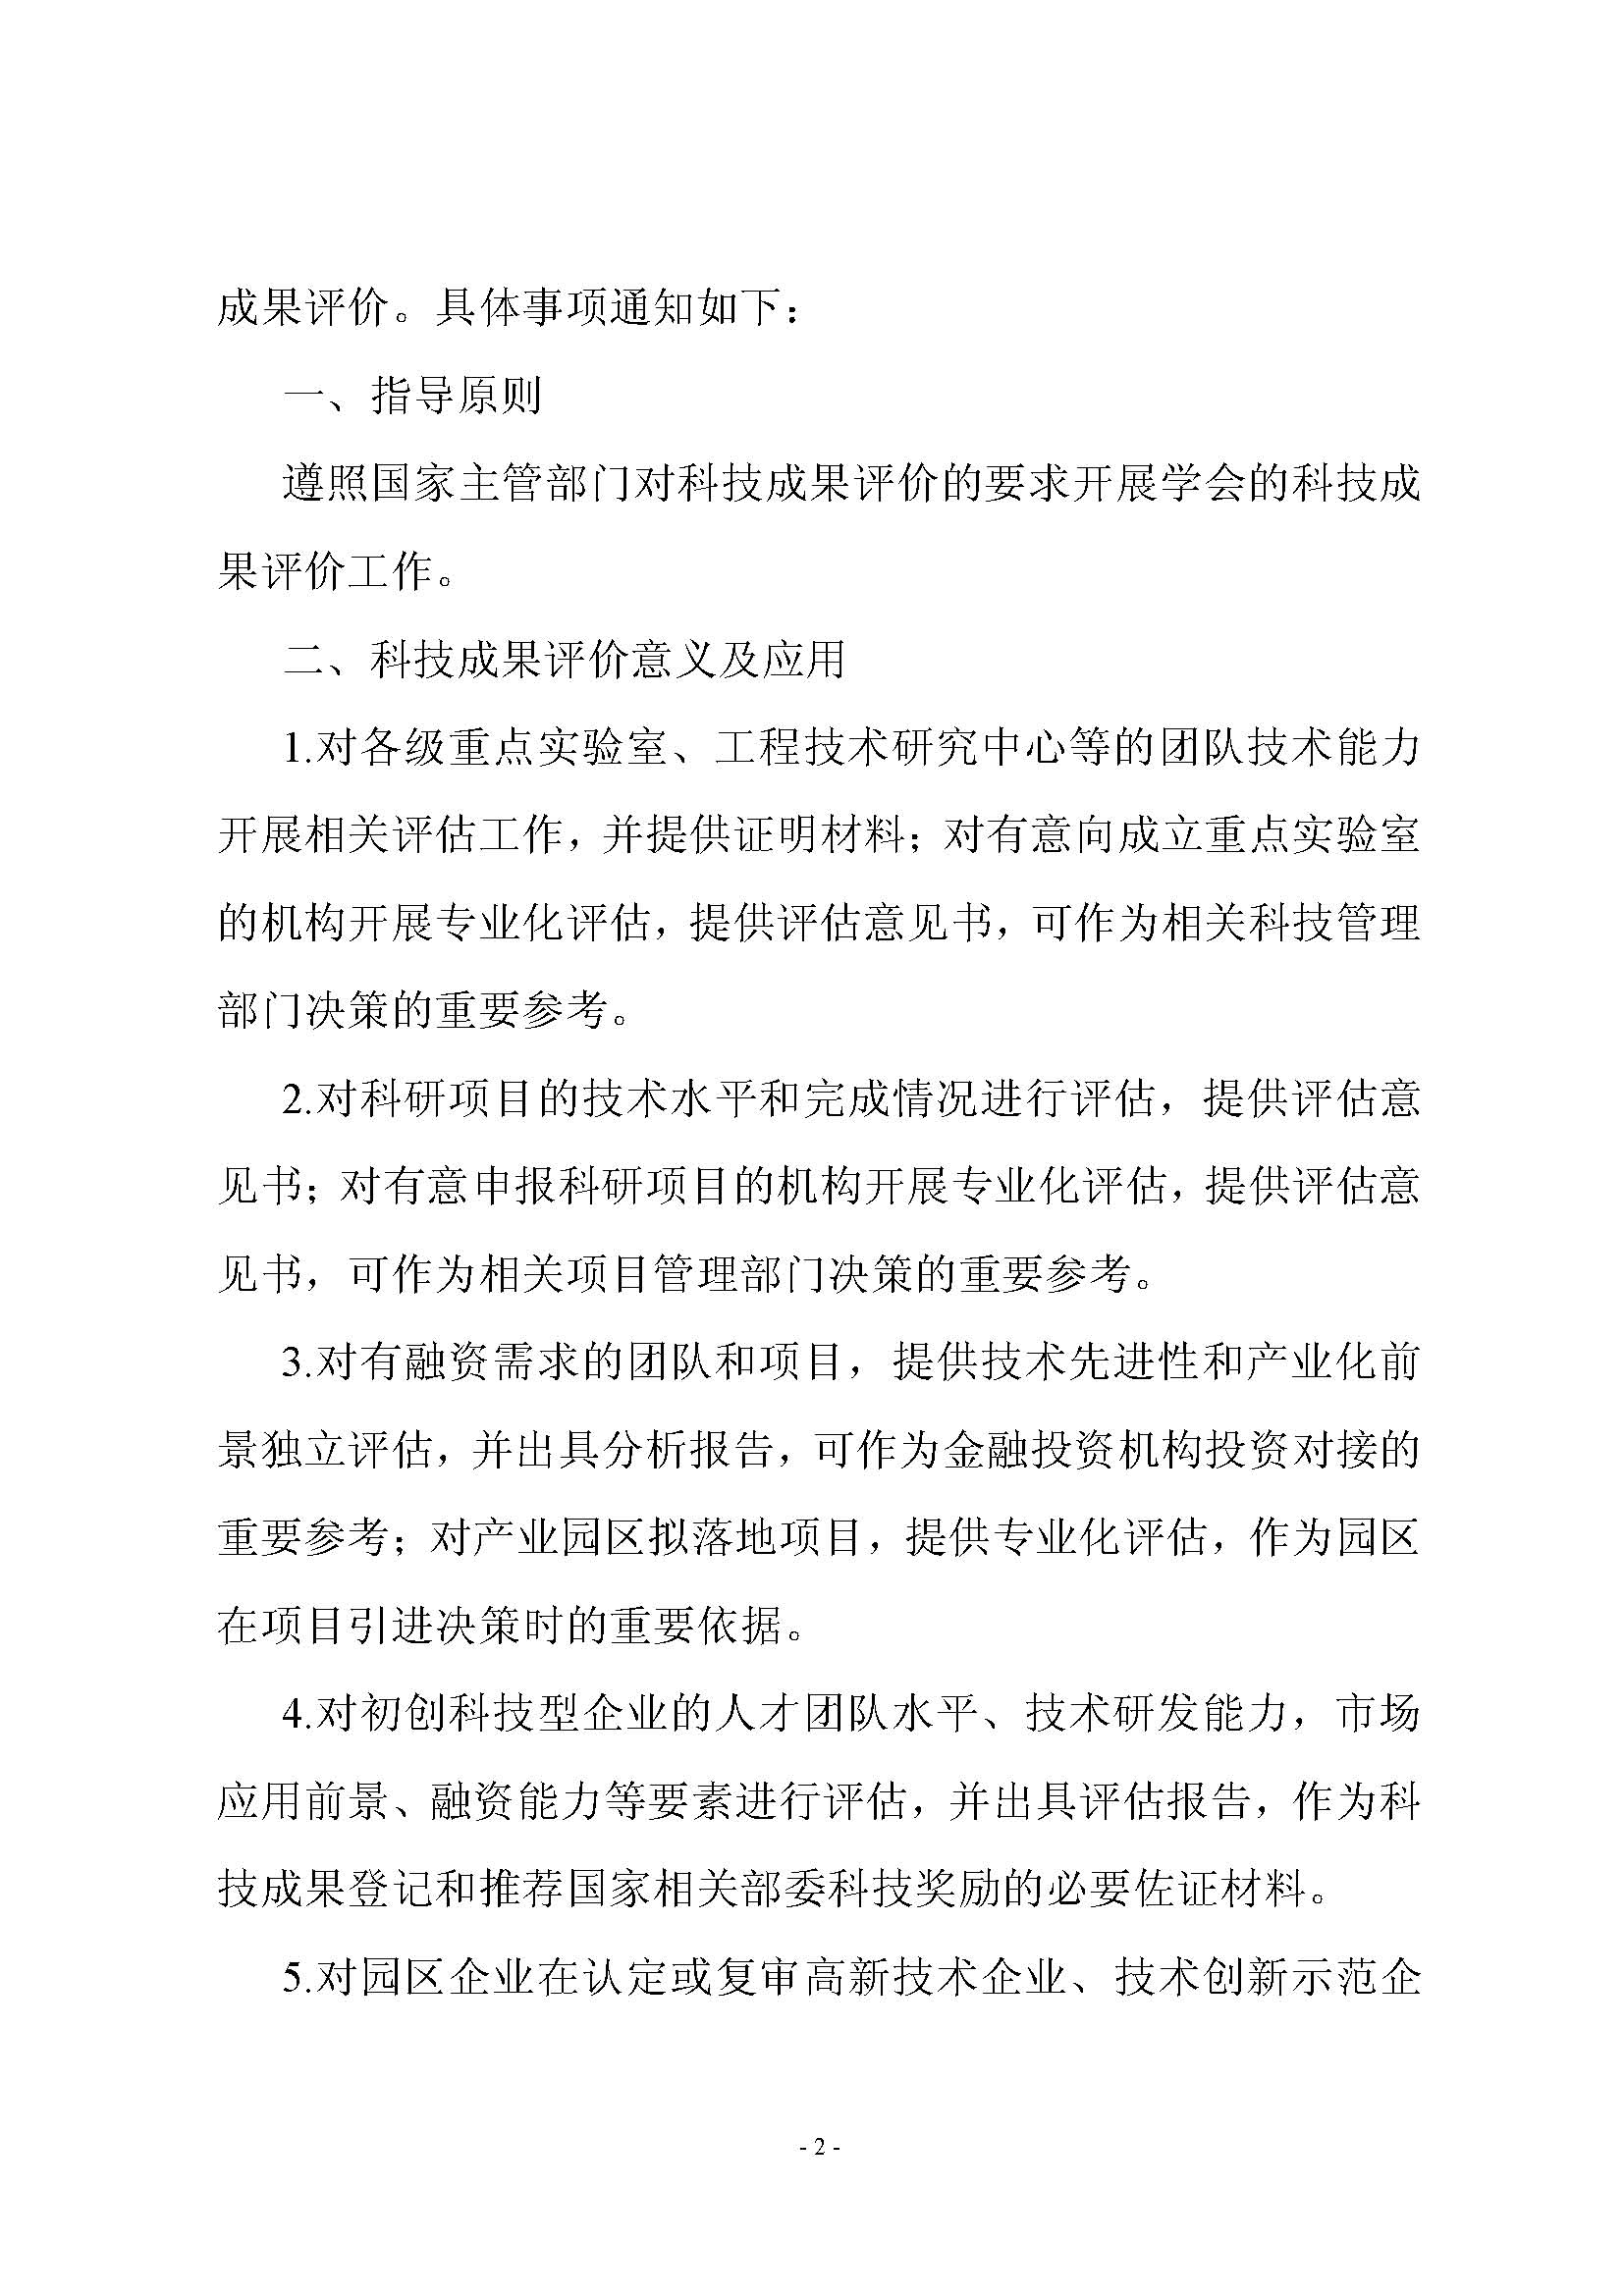 成果评价。具体事项通知如下：
一、指导原则
遵照国家主管部门对科技成果评价的要求开展学会的科技成
果评价工作。
二、科技成果评价意义及应用
1.对各级重点实验室、工程技术研究中心等的团队技术能力
开展相关评估工作，并提供证明材料；对有意向成立重点实验室
的机构开展专业化评估，提供评估意见书，可作为相关科技管理
部门决策的重要参考。
2.对科研项目的技术水平和完成情况进行评估，提供评估意
见书；对有意申报科研项目的机构开展专业化评估，提供评估意
见书，可作为相关项目管理部门决策的重要参考。
3.对有融资需求的团队和项目，提供技术先进性和产业化前
景独立评估，并出具分析报告，可作为金融投资机构投资对接的
重要参考；对产业园区拟落地项目，提供专业化评估，作为园区
在项目引进决策时的重要依据。
4.对初创科技型企业的人才团队水平、技术研发能力，市场
应用前景、融资能力等要素进行评估，并出具评估报告，作为科
技成果登记和推荐国家相关部委科技奖励的必要佐证材料。
5.对园区企业在认定或复审高新技术企业、技术创新示范企
- 2 -